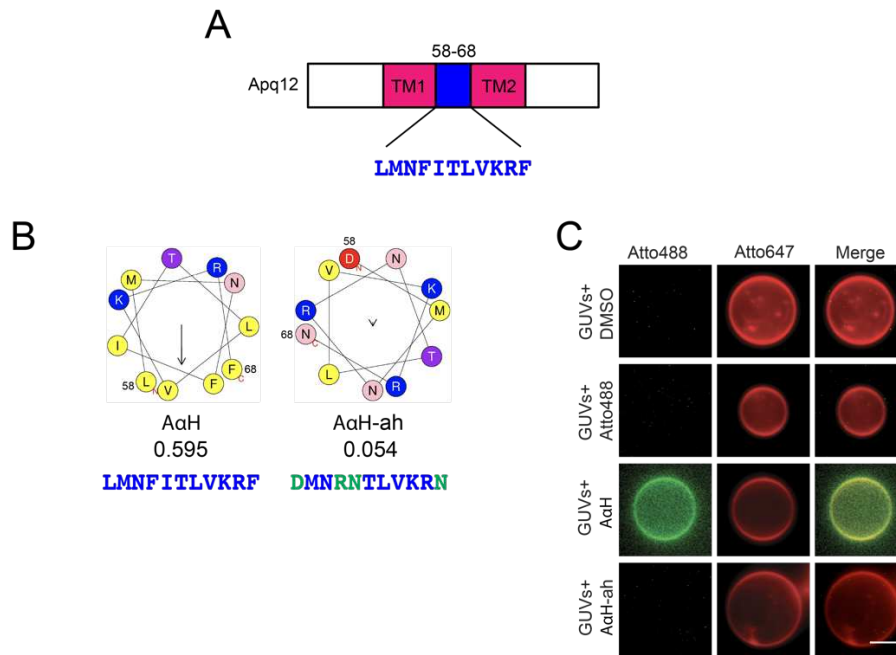 A
58-68
Apq12
TM1
TM2
LMNFITLVKRF
B
T
R
M
N
K
L
I
F
68
C
58
L
N
V
F
AαH
0.595
LMNFITLVKRF
58
D
N
N
V
K
R
M
68
N
C
T
L
R
N
AαH-ah
0.054
DMNRNTLVKRN
C
Atto488
Atto647
Merge
GUVs+
DMSO
GUVs+
Atto488
GUVs+
AαH
GUVs+
AαH-ah